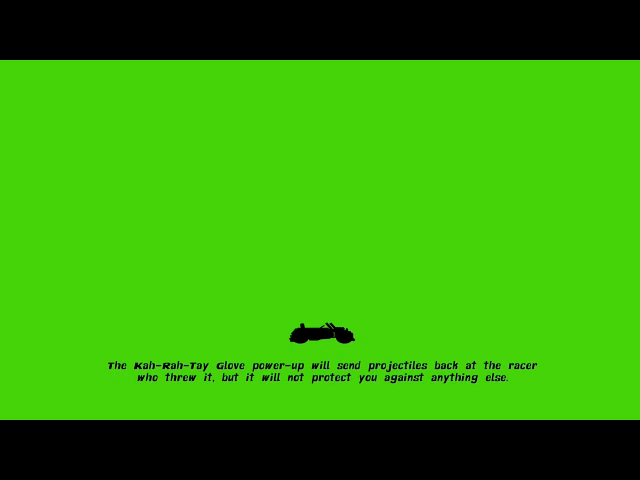 The Kah-Rah-Tay Glove power-up will send projectiles back at the racer
who threw it, but it will not protect you against anything else.